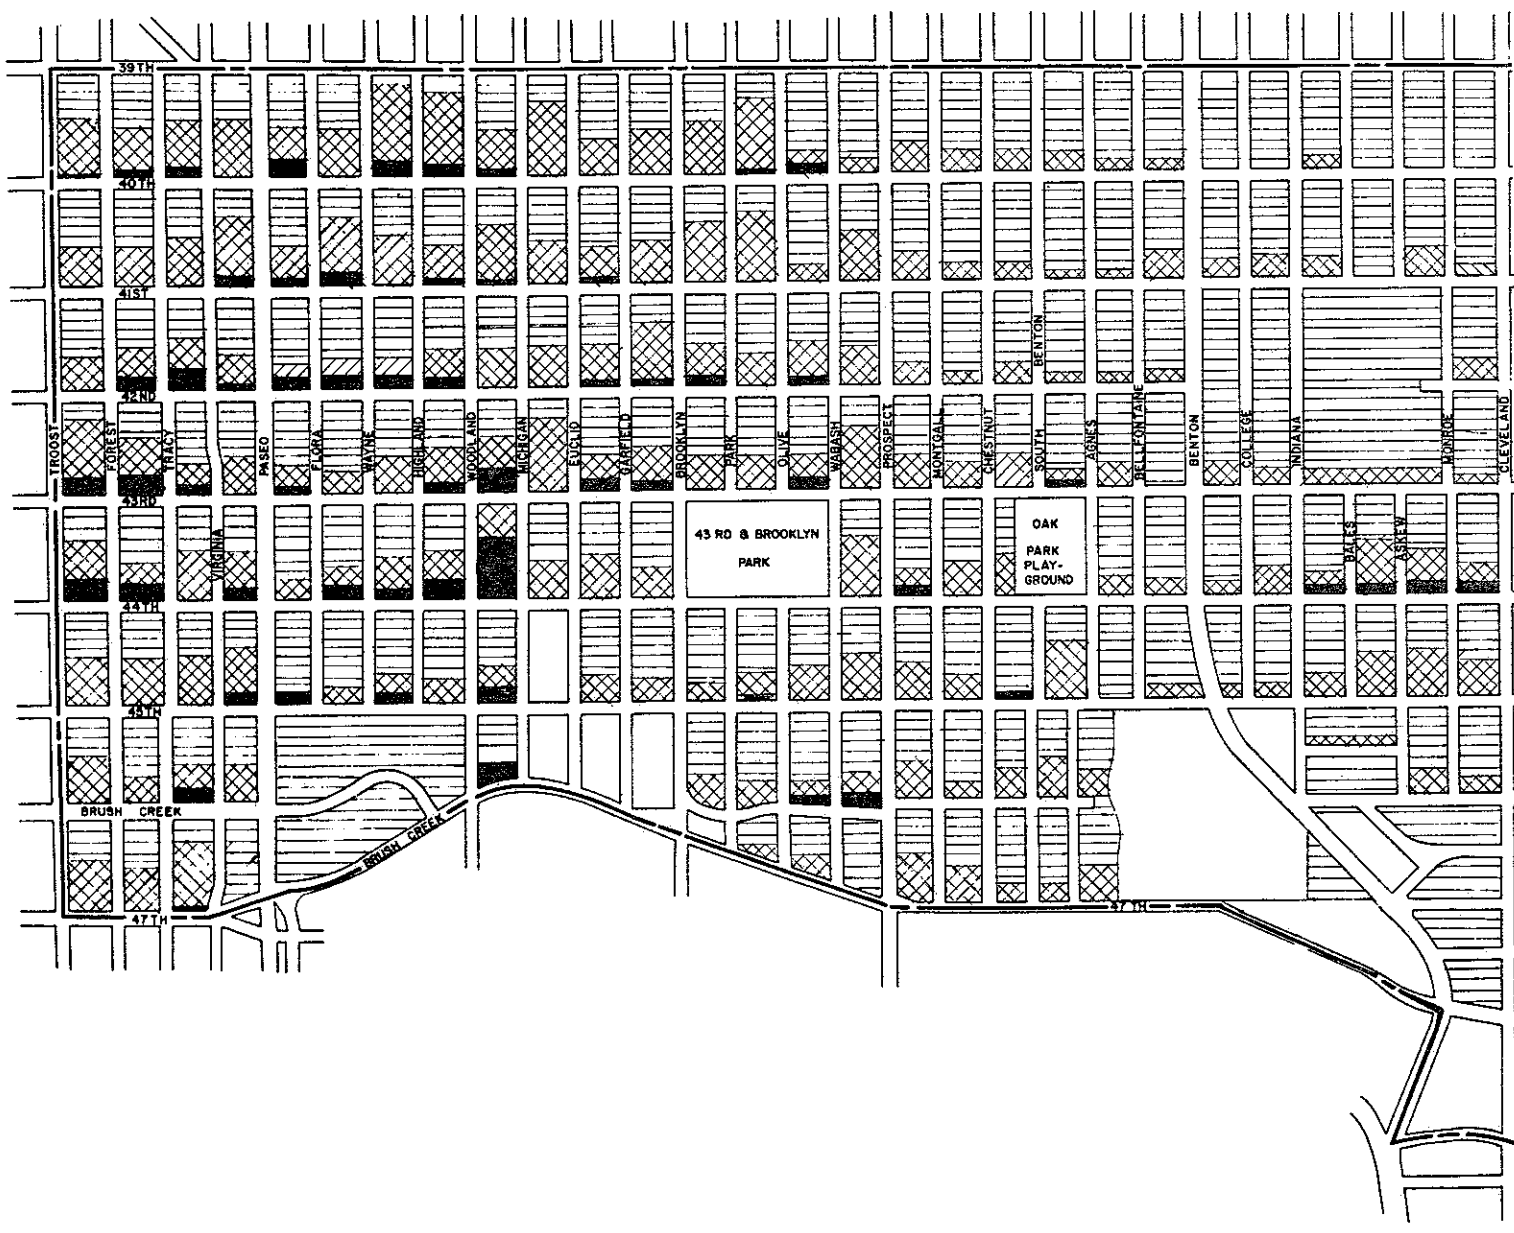 39TH
40TH
41ST
42ND
BENTON
TROOST
FOREST
TRACY
PASEO
FLORA
WAYNE
HIGHLAND
WOODLAND
MICHIGAN
EUCLID
GARFIELD
BROOKLYN
PARK
OLIVE
WABASH
PROSPECT
MONTGALL
CHESTNUT
SOUTH
AGNES
BELLFONTAINE
BENTON
COLLEGE
INDIANA
MONROE
CLEVELAND
43RD
VIRGINIA
43 RD & BROOKLYN
PARK
OAK
PARK
PLAY-
GROUND
BALES
ASKEW
44TH
45TH
BRUSH CREEK
BRUSH CREEK
47TH
47TH